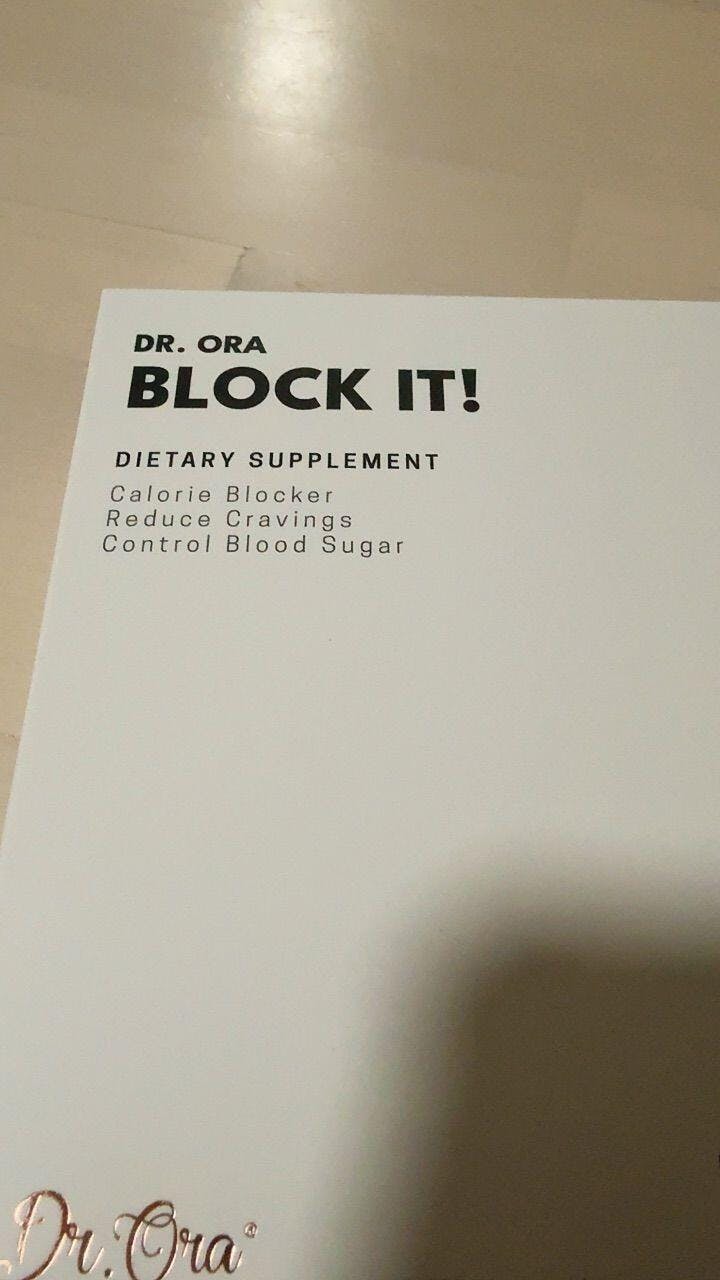 DR. ORA
BLOCK IT!
DIETARY SUPPLEMENT
Calorie Blocker
Reduce Cravings
Control Blood Sugar
Dr. Ora®